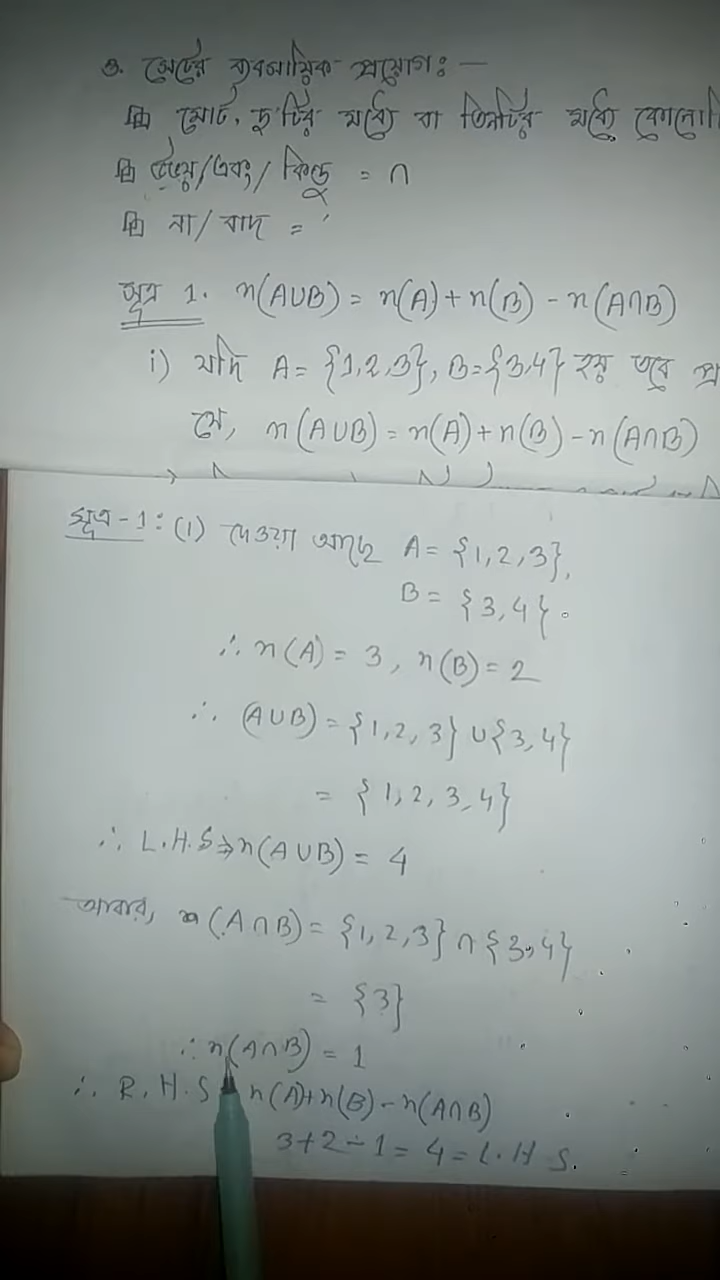 ৩. সেটের ব্যবসায়িক প্রয়োগঃ —
মোট, দু'টির মধ্যে বা তিনটির মধ্যে
উভয়/এবং/ কিন্তু = ∩
না/বাদ = ′
সূত্র 1. n(A∪B) = n(A) + n(B) - n(A∩B)
i) যদি A = {1,2,3}, B={3,4} হয় তবে প্র
যে, n(A∪B) = n(A) + n(B) - n(A∩B)
সূত্র-1: (1) দেওয়া আছে A = {1, 2, 3},
B = {3, 4}.
∴ n(A) = 3, n(B) = 2
∴ (A∪B) = {1, 2, 3} ∪ {3, 4}
= {1, 2, 3, 4}
∴ L.H.S ⇒ n(A∪B) = 4
আবার, (A∩B) = {1, 2, 3} ∩ {3, 4}
= {3}
∴ n(A∩B) = 1
∴ R.H.S n(A)+n(B) - n(A∩B)
3+2-1 = 4 = L.H.S.